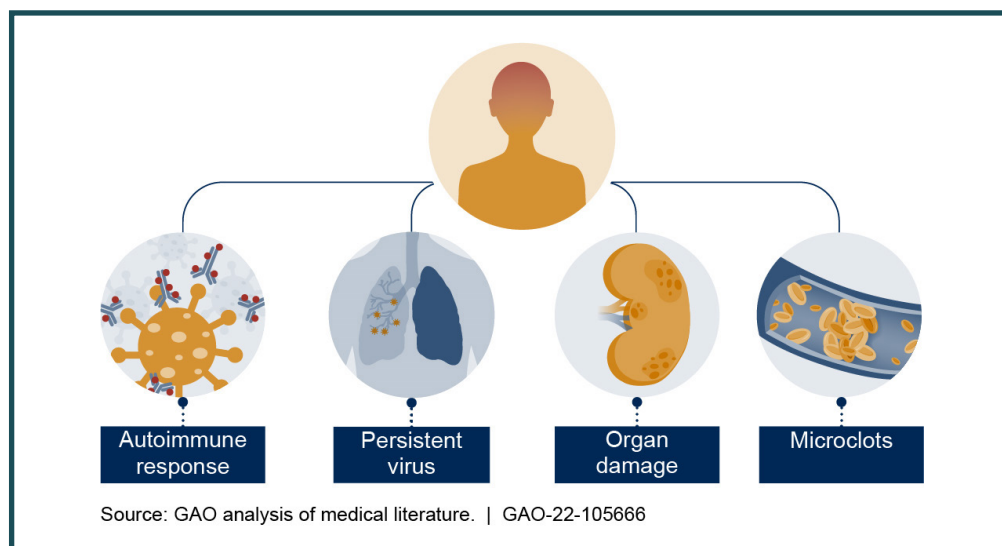 Autoimmune
response
Persistent
virus
Organ
damage
Microclots
Source: GAO analysis of medical literature. | GAO-22-105666